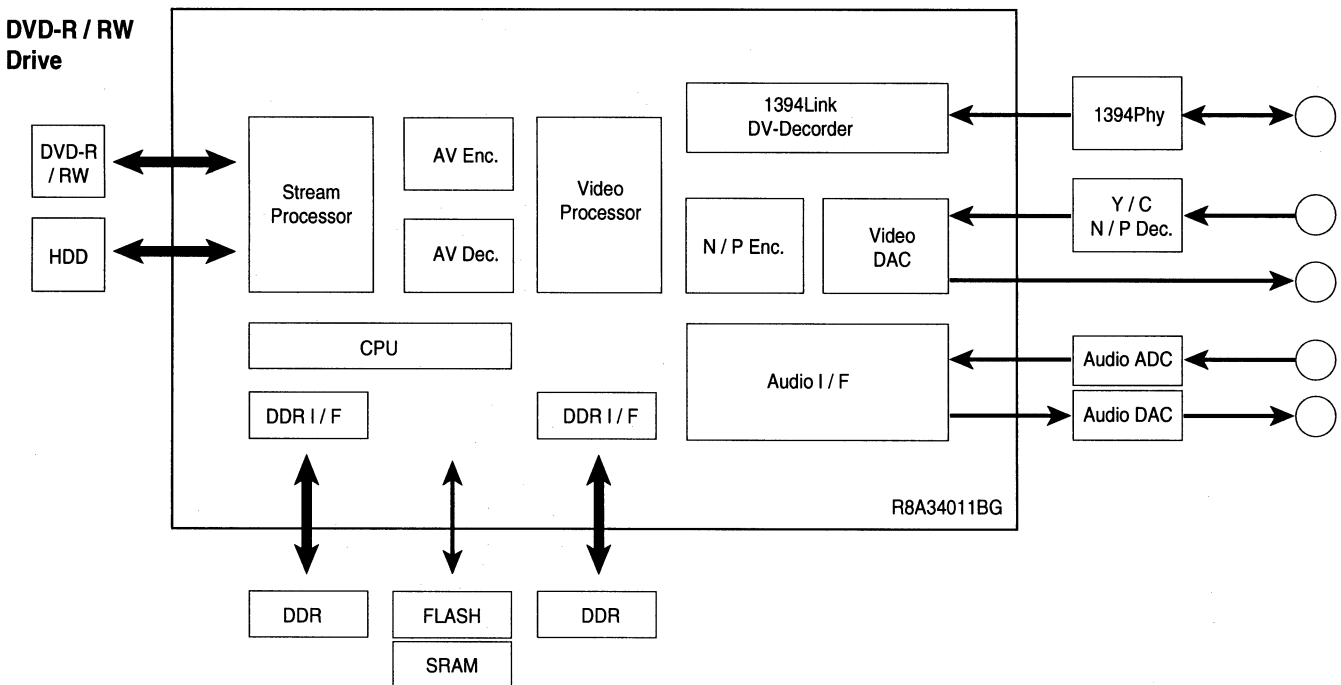 DVD-R / RW
Drive
DVD-R
/ RW
HDD
Stream
Processor
AV Enc.
AV Dec.
Video
Processor
1394Link
DV-Decorder
N / P Enc.
Video
DAC
1394Phy
Y / C
N / P Dec.
CPU
Audio I / F
Audio ADC
Audio DAC
DDR I / F
DDR I / F
R8A34011BG
DDR
FLASH
SRAM
DDR